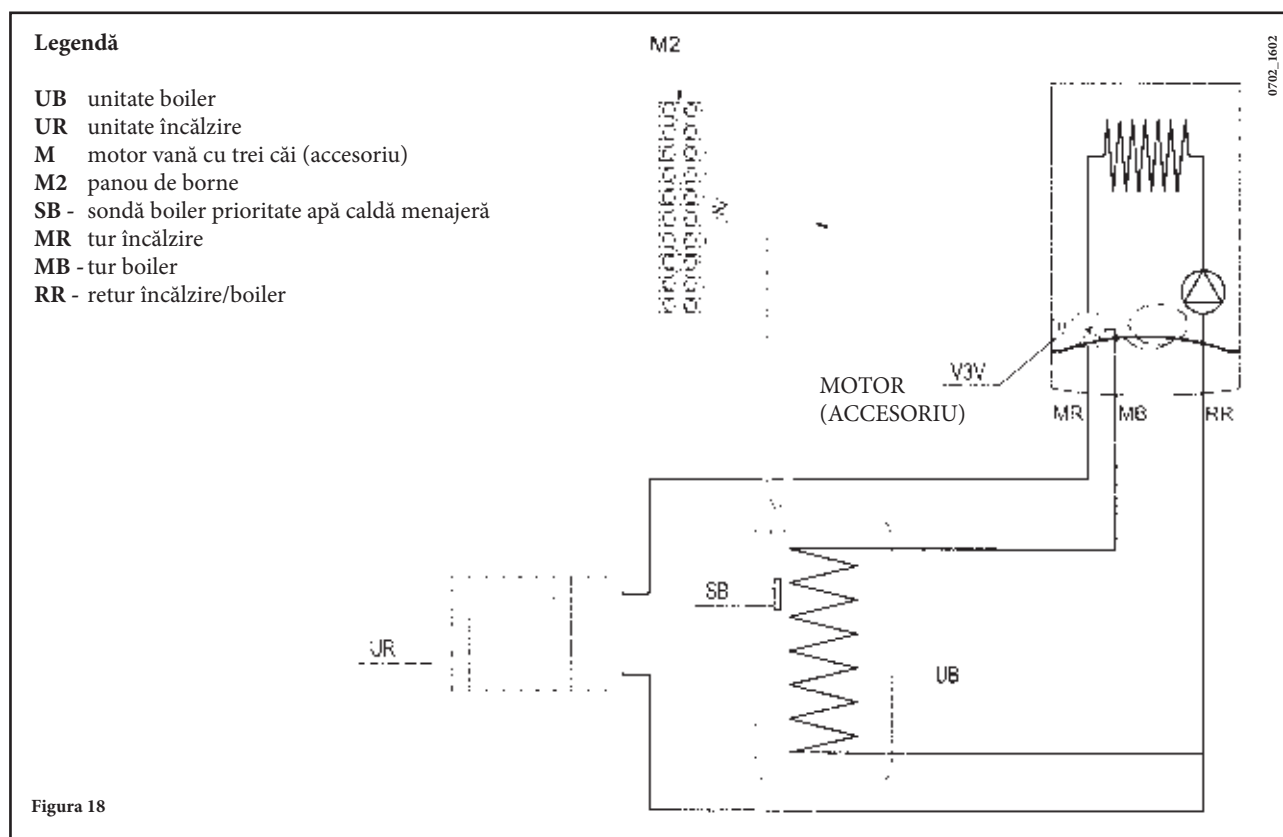 Legendă
UB unitate boiler
UR unitate încălzire
M motor vană cu trei căi (accesoriu)
M2 panou de borne
SB - sondă boiler prioritate apă caldă menajeră
MR tur încălzire
MB - tur boiler
RR - retur încălzire/boiler
M2
0702_1602
V3V
MOTOR
(ACCESORIU)
MR
MB
RR
SB
UR
UB
Figura 18